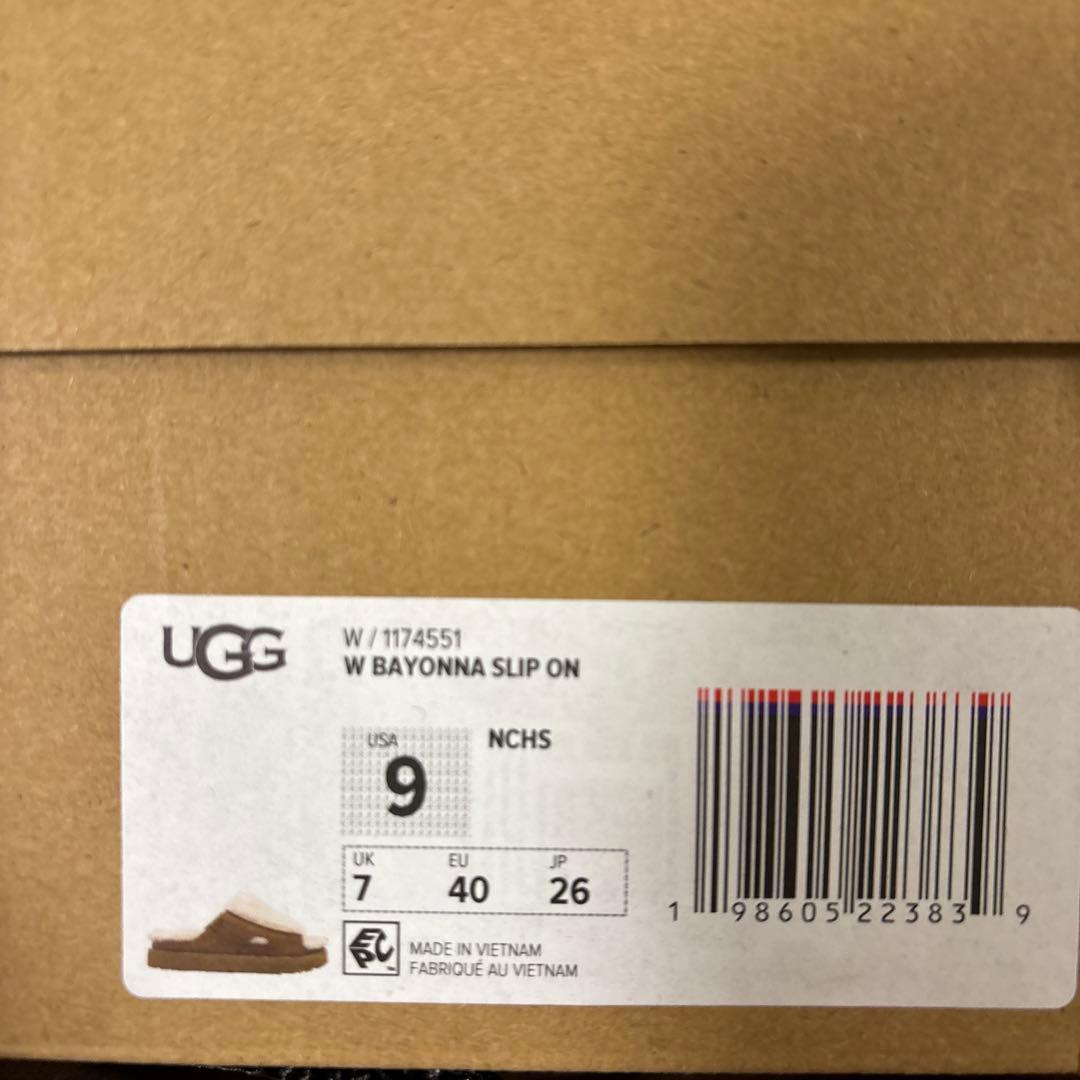 UGG
W / 1174551
W BAYONNA SLIP ON
USA
9
NCHS
UK EU JP
7 40 26
EPC
MADE IN VIETNAM
FABRIQUÉ AU VIETNAM
1 98605 22383 9